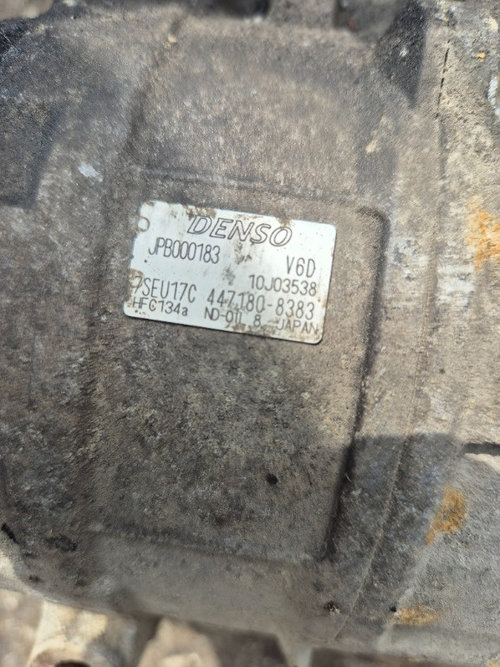 DENSO
JPB000183 V6D
10J03538
7SEU17C 447180-8383
HFC134a ND-OIL 8 JAPAN